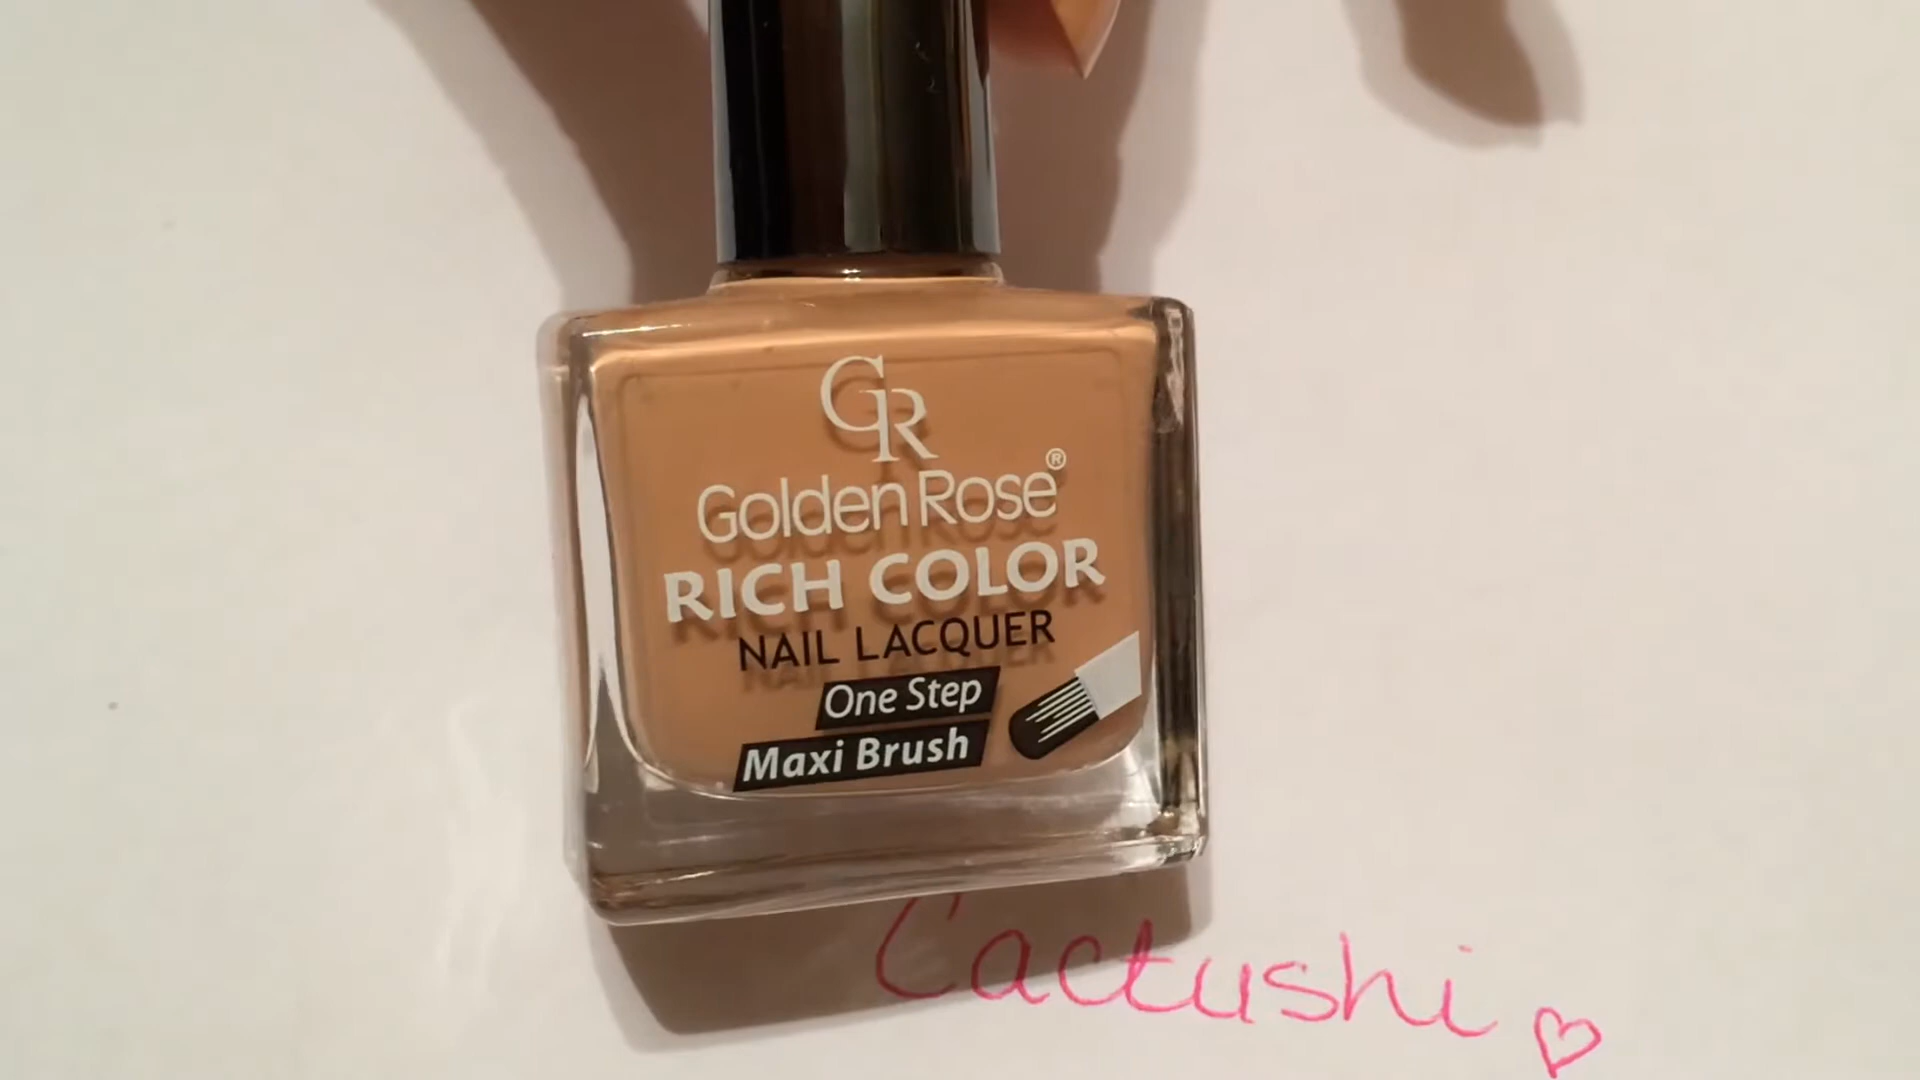 GR
Golden Rose®
RICH COLOR
NAIL LACQUER
One Step
Maxi Brush
Cactushi